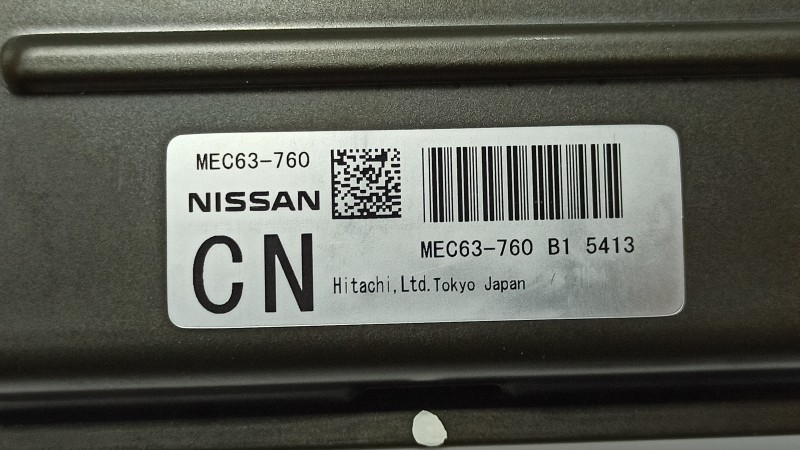 MEC63-760
NISSAN
CN
MEC63-760 B1 5413
Hitachi,Ltd.Tokyo Japan